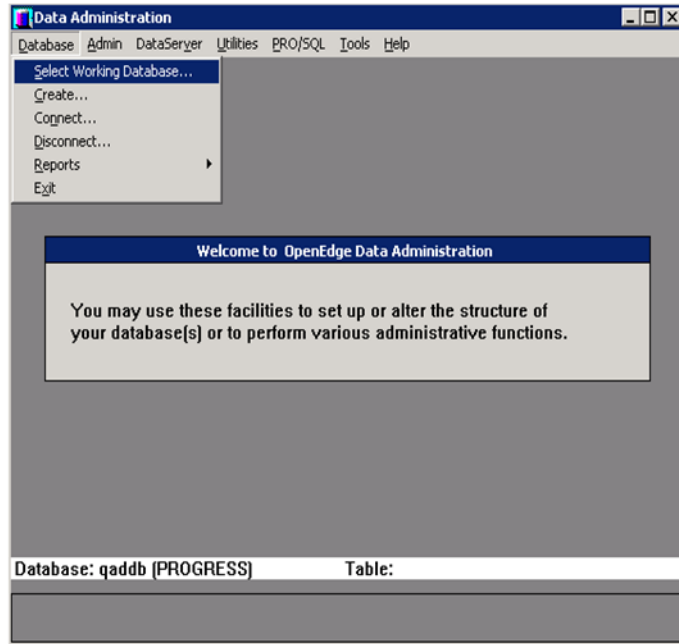 Data Administration
Database Admin DataServer Utilities PRO/SQL Tools Help
Select Working Database...
Create...
Connect...
Disconnect...
Reports
Exit
Welcome to OpenEdge Data Administration
You may use these facilities to set up or alter the structure of
your database(s) or to perform various administrative functions.
Database: qaddb (PROGRESS) Table: